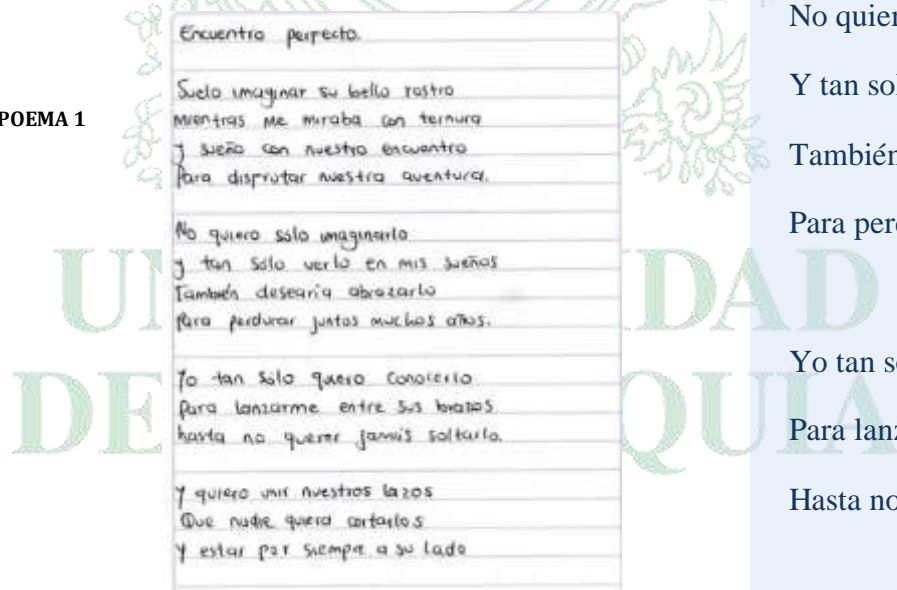 POEMA 1
Encuentro perfecto.
Suelo imaginar su bello rostro
mientras me miraba con ternura
y sueño con nuestro encuentro
Para disfrutar nuestra aventura.
No quiero sólo imaginarlo
y tan sólo verlo en mis sueños
También desearía abrazarlo
Para perdurar juntos muchos años.
Yo tan sólo quiero conocerlo
Para lanzarme entre sus brazos
hasta no querer jamás soltarlo.
Y quiero unir nuestros lazos
Que nadie quiera cortarlos
Y estar por siempre a su lado
No quier
Y tan sol
También
Para per
Yo tan s
Para lanz
Hasta no
U DAD
DE QUIA